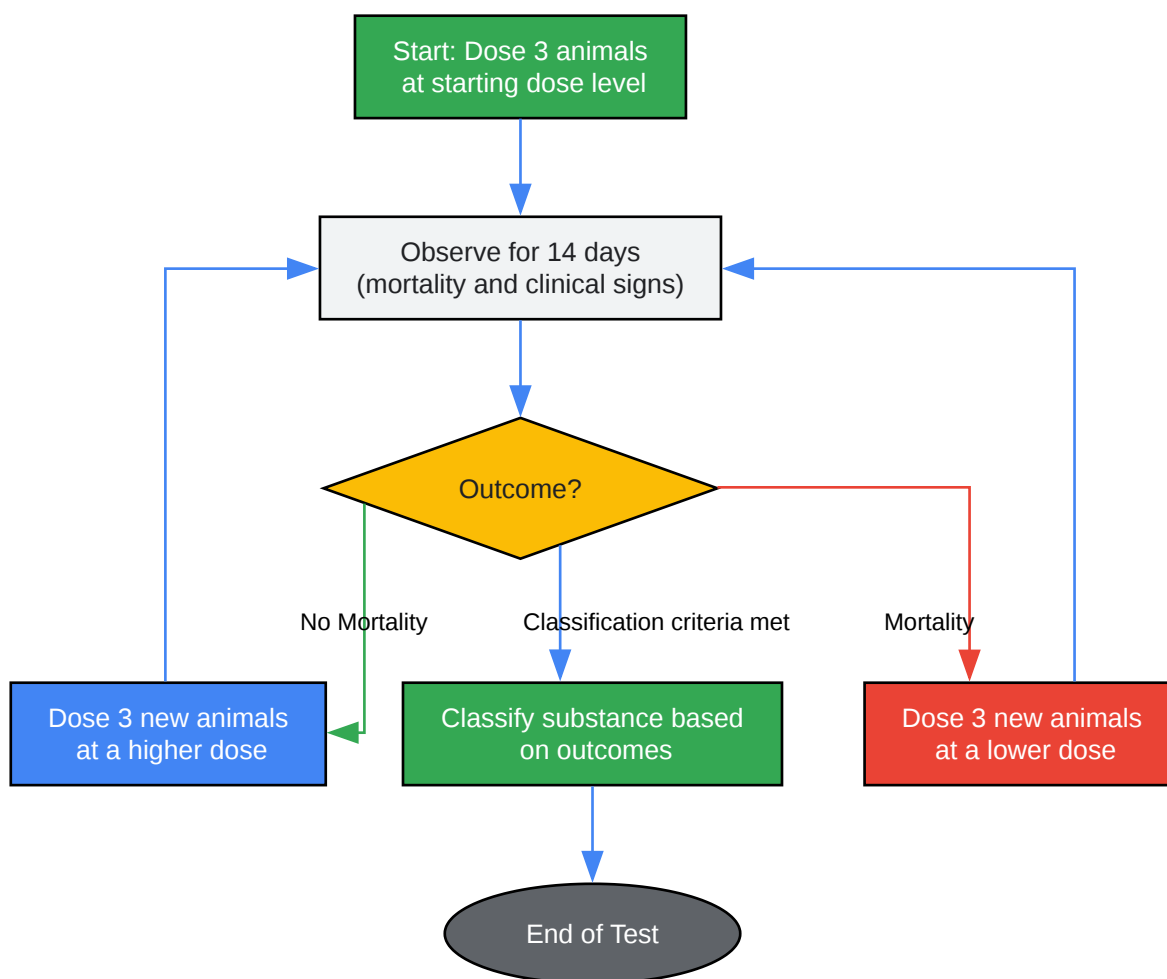 Start: Dose 3 animals
at starting dose level
Observe for 14 days
(mortality and clinical signs)
Outcome?
No Mortality
Classification criteria met
Mortality
Dose 3 new animals
at a higher dose
Classify substance based
on outcomes
Dose 3 new animals
at a lower dose
End of Test